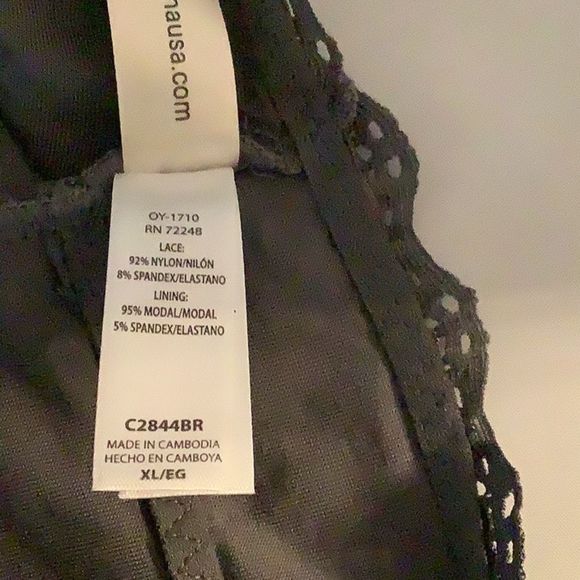 nausa.com
OY-1710
RN 72248
LACE:
92% NYLON/NILÓN
8% SPANDEX/ELASTANO
LINING:
95% MODAL/MODAL
5% SPANDEX/ELASTANO
C2844BR
MADE IN CAMBODIA
HECHO EN CAMBOYA
XL/EG